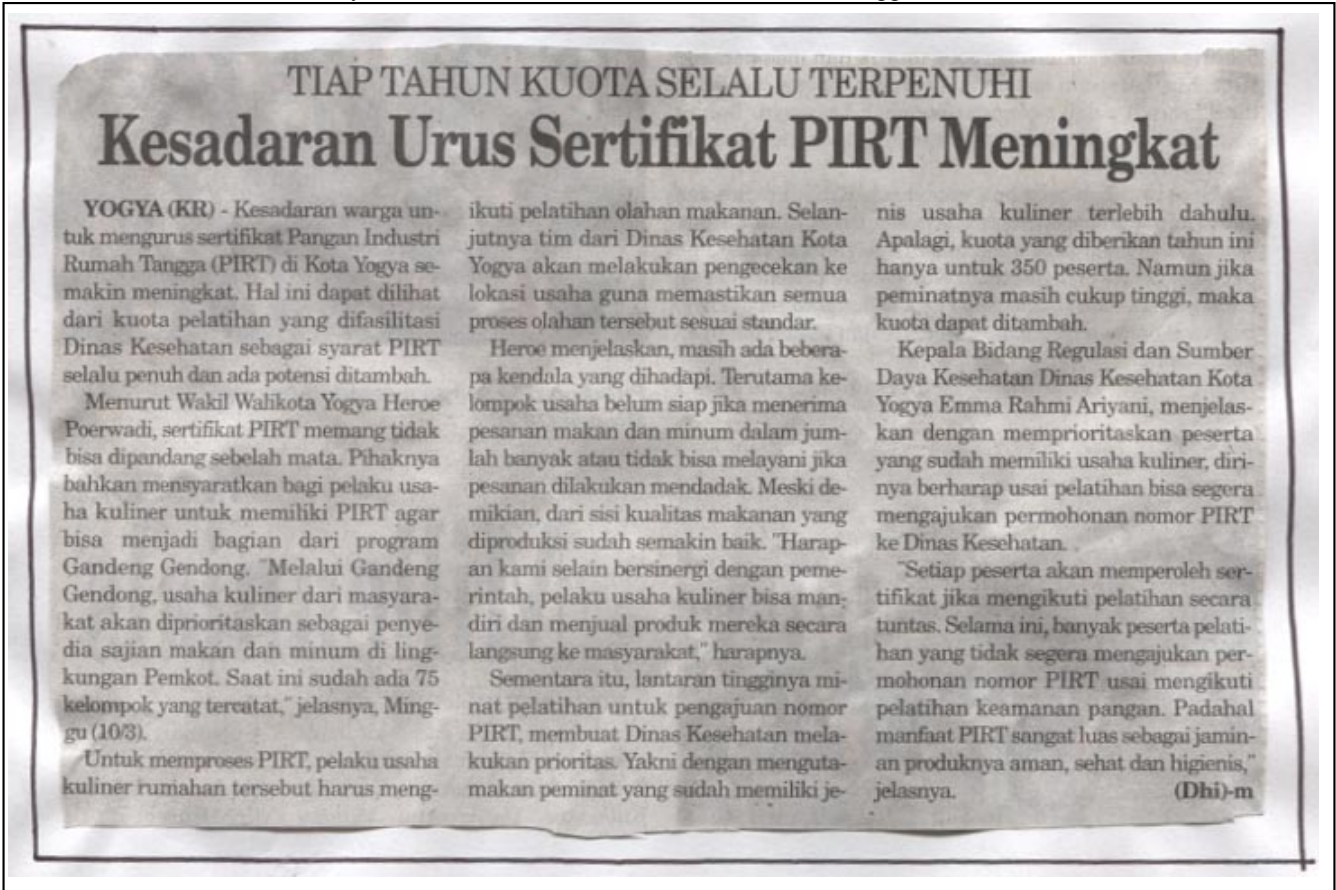 TIAP TAHUN KUOTA SELALU TERPENUHI
Kesadaran Urus Sertifikat PIRT Meningkat
YOGYA (KR) - Kesadaran warga un-
tuk mengurus sertifikat Pangan Industri
Rumah Tangga (PIRT) di Kota Yogya se-
makin meningkat. Hal ini dapat dilihat
dari kuota pelatihan yang difasilitasi
Dinas Kesehatan sebagai syarat PIRT
selalu penuh dan ada potensi ditambah.
Menurut Wakil Walikota Yogya Heroe
Poerwadi, sertifikat PIRT memang tidak
bisa dipandang sebelah mata. Pihaknya
bahkan mensyaratkan bagi pelaku usa-
ha kuliner untuk memiliki PIRT agar
bisa menjadi bagian dari program
Gandeng Gendong. "Melalui Gandeng
Gendong, usaha kuliner dari masyara-
kat akan diprioritaskan sebagai penye-
dia sajian makan dan minum di ling-
kungan Pemkot. Saat ini sudah ada 75
kelompok yang tercatat," jelasnya, Ming-
gu (10/3).
Untuk memproses PIRT, pelaku usaha
kuliner rumahan tersebut harus meng-
ikuti pelatihan olahan makanan. Selan-
jutnya tim dari Dinas Kesehatan Kota
Yogya akan melakukan pengecekan ke
lokasi usaha guna memastikan semua
proses olahan tersebut sesuai standar.
Heroe menjelaskan, masih ada bebera-
pa kendala yang dihadapi. Terutama ke-
lompok usaha belum siap jika menerima
pesanan makan dan minum dalam jum-
lah banyak atau tidak bisa melayani jika
pesanan dilakukan mendadak. Meski de-
mikian, dari sisi kualitas makanan yang
diproduksi sudah semakin baik. "Harap-
an kami selain bersinergi dengan peme-
rintah, pelaku usaha kuliner bisa man-
diri dan menjual produk mereka secara
langsung ke masyarakat," harapnya.
Sementara itu, lantaran tingginya mi-
nat pelatihan untuk pengajuan nomor
PIRT, membuat Dinas Kesehatan mela-
kukan prioritas. Yakni dengan menguta-
makan peminat yang sudah memiliki je-
nis usaha kuliner terlebih dahulu.
Apalagi, kuota yang diberikan tahun ini
hanya untuk 350 peserta. Namun jika
peminatnya masih cukup tinggi, maka
kuota dapat ditambah.
Kepala Bidang Regulasi dan Sumber
Daya Kesehatan Dinas Kesehatan Kota
Yogya Emma Rahmi Ariyani, menjelas-
kan dengan memprioritaskan peserta
yang sudah memiliki usaha kuliner, diri-
nya berharap usai pelatihan bisa segera
mengajukan permohonan nomor PIRT
ke Dinas Kesehatan.
"Setiap peserta akan memperoleh ser-
tifikat jika mengikuti pelatihan secara
tuntas. Selama ini, banyak peserta pelati-
han yang tidak segera mengajukan per-
mohonan nomor PIRT usai mengikuti
pelatihan keamanan pangan. Padahal
manfaat PIRT sangat luas sebagai jamin-
an produknya aman, sehat dan higienis,"
jelasnya. (Dhi)-m